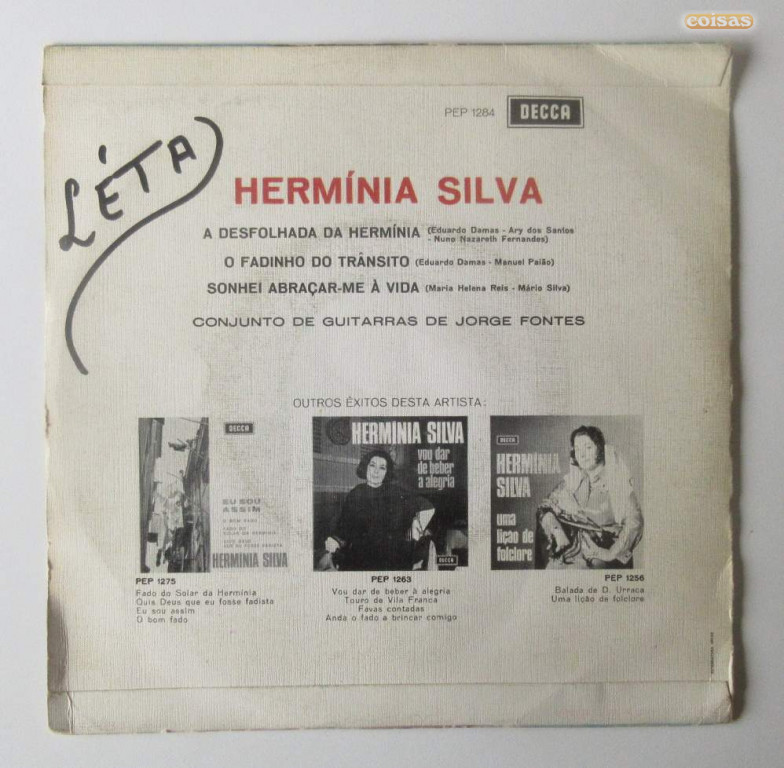 coisas
PEP 1284 DECCA
LÉTA
HERMÍNIA SILVA
A DESFOLHADA DA HERMÍNIA (Eduardo Damas - Ary dos Santos
- Nuno Nazareth Fernandes)
O FADINHO DO TRÂNSITO (Eduardo Damas - Manuel Paião)
SONHEI ABRAÇAR-ME À VIDA (Maria Helena Reis - Mário Silva)
CONJUNTO DE GUITARRAS DE JORGE FONTES
OUTROS ÊXITOS DESTA ARTISTA:
DECCA
EU SOU
ASSIM
HERMÍNIA SILVA
PEP 1275
Fado do Solar da Hermínia
Quis Deus que eu fosse fadista
Eu sou assim
O bom fado
HERMÍNIA SILVA
vou dar
de beber
à alegria
DECCA
PEP 1263
Vou dar de beber à alegria
Touro de Vila Franca
Favas contadas
Anda o fado a brincar comigo
DECCA
HERMÍNIA
SILVA
uma
lição de
folclore
PEP 1256
Balada de D. Urraca
Uma lição de folclore